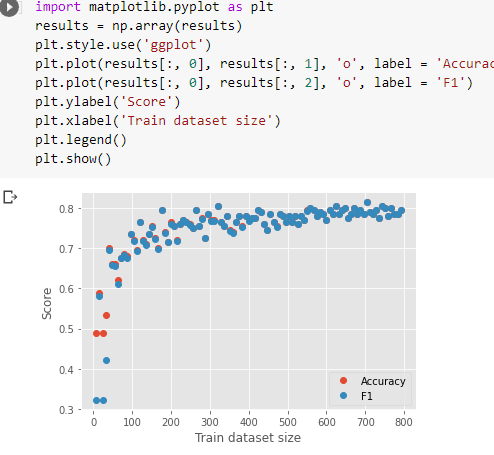 import matplotlib.pyplot as plt
results = np.array(results)
plt.style.use('ggplot')
plt.plot(results[:, 0], results[:, 1], 'o', label = 'Accurac
plt.plot(results[:, 0], results[:, 2], 'o', label = 'F1')
plt.ylabel('Score')
plt.xlabel('Train dataset size')
plt.legend()
plt.show()
0.8
0.7
0.6
0.5
0.4
0.3
Score
Accuracy
F1
0 100 200 300 400 500 600 700 800
Train dataset size